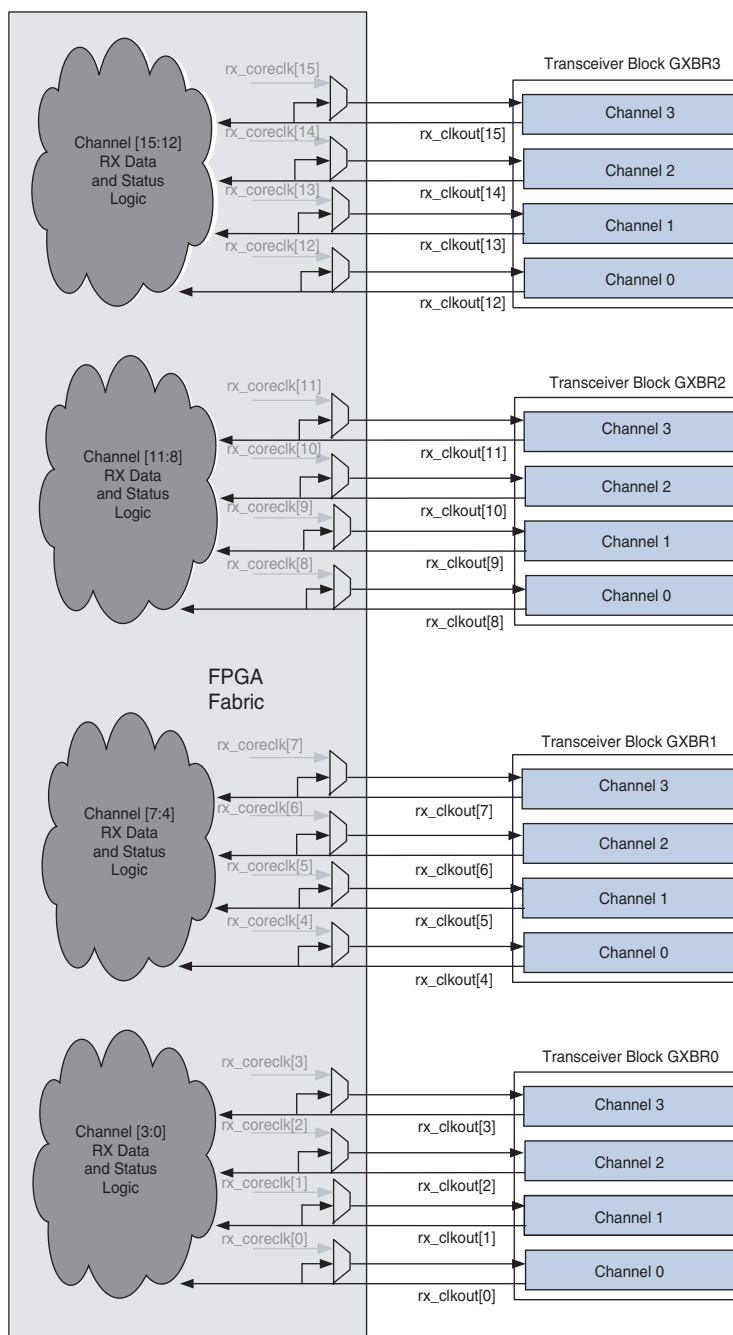 Transceiver Block GXBR3
rx_coreclk[15]
Channel 3
rx_clkout[15]
rx_coreclk[14]
Channel [15:12]
RX Data
and Status
Logic
Channel 2
rx_clkout[14]
rx_coreclk[13]
Channel 1
rx_clkout[13]
rx_coreclk[12]
Channel 0
rx_clkout[12]
Transceiver Block GXBR2
rx_coreclk[11]
Channel 3
rx_clkout[11]
rx_coreclk[10]
Channel [11:8]
RX Data
and Status
Logic
Channel 2
rx_clkout[10]
rx_coreclk[9]
Channel 1
rx_clkout[9]
rx_coreclk[8]
Channel 0
rx_clkout[8]
FPGA
Fabric
Transceiver Block GXBR1
rx_coreclk[7]
Channel 3
rx_clkout[7]
rx_coreclk[6]
Channel [7:4]
RX Data
and Status
Logic
Channel 2
rx_clkout[6]
rx_coreclk[5]
Channel 1
rx_clkout[5]
rx_coreclk[4]
Channel 0
rx_clkout[4]
Transceiver Block GXBR0
rx_coreclk[3]
Channel 3
rx_clkout[3]
rx_coreclk[2]
Channel [3:0]
RX Data
and Status
Logic
Channel 2
rx_clkout[2]
rx_coreclk[1]
Channel 1
rx_clkout[1]
rx_coreclk[0]
Channel 0
rx_clkout[0]